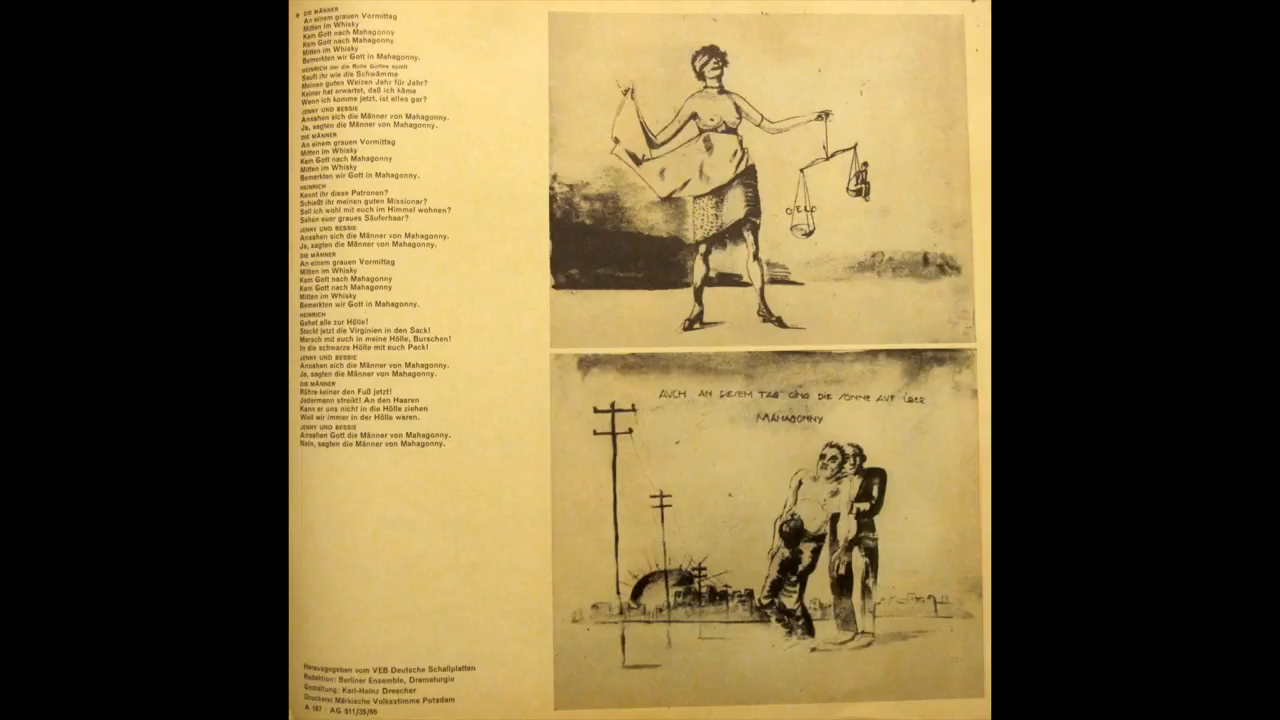 DIE MÄNNER
An einem grauen Vormittag
Mitten im Whisky
Kam Gott nach Mahagonny
Kam Gott nach Mahagonny
Mitten im Whisky
Bemerkten wir Gott in Mahagonny.
HEINRICH der die Rolle Gottes spielt
Sauft ihr wie die Schwämme
Meinen guten Weizen Jahr für Jahr?
Keiner hat erwartet, daß ich käme
Wenn ich komme jetzt, ist alles gar?
JENNY UND BESSIE
Ansahen sich die Männer von Mahagonny.
Ja, sagten die Männer von Mahagonny.
DIE MÄNNER
An einem grauen Vormittag
Mitten im Whisky
Kam Gott nach Mahagonny
Mitten im Whisky
Bemerkten wir Gott in Mahagonny.
HEINRICH
Kennt ihr diese Patronen?
Schießt ihr meinen guten Missionar?
Soll ich wohl mit euch im Himmel wohnen?
Sehen euer graues Säuferhaar?
JENNY UND BESSIE
Ansahen sich die Männer von Mahagonny.
Ja, sagten die Männer von Mahagonny.
DIE MÄNNER
An einem grauen Vormittag
Mitten im Whisky
Kam Gott nach Mahagonny
Kam Gott nach Mahagonny
Mitten im Whisky
Bemerkten wir Gott in Mahagonny.
HEINRICH
Gehet alle zur Hölle!
Steckt jetzt die Virginien in den Sack!
Marsch mit euch in meine Hölle, Burschen!
In die schwarze Hölle mit euch Pack!
JENNY UND BESSIE
Ansahen sich die Männer von Mahagonny.
Ja, sagten die Männer von Mahagonny.
DIE MÄNNER
Rühre keiner den Fuß jetzt!
Jedermann streikt! An den Haaren
Kann er uns nicht in die Hölle ziehen
Weil wir immer in der Hölle waren.
JENNY UND BESSIE
Ansahen Gott die Männer von Mahagonny.
Nein, sagten die Männer von Mahagonny.
Herausgegeben vom VEB Deutsche Schallplatten
Redaktion: Berliner Ensemble, Dramaturgie
Gestaltung: Karl-Heinz Drescher
Druckerei Märkische Volksstimme Potsdam
A 187 - AG 511/35/66
GELD
AUCH AN DIESEM TAG GING DIE SONNE AUF ÜBER
MAHAGONNY